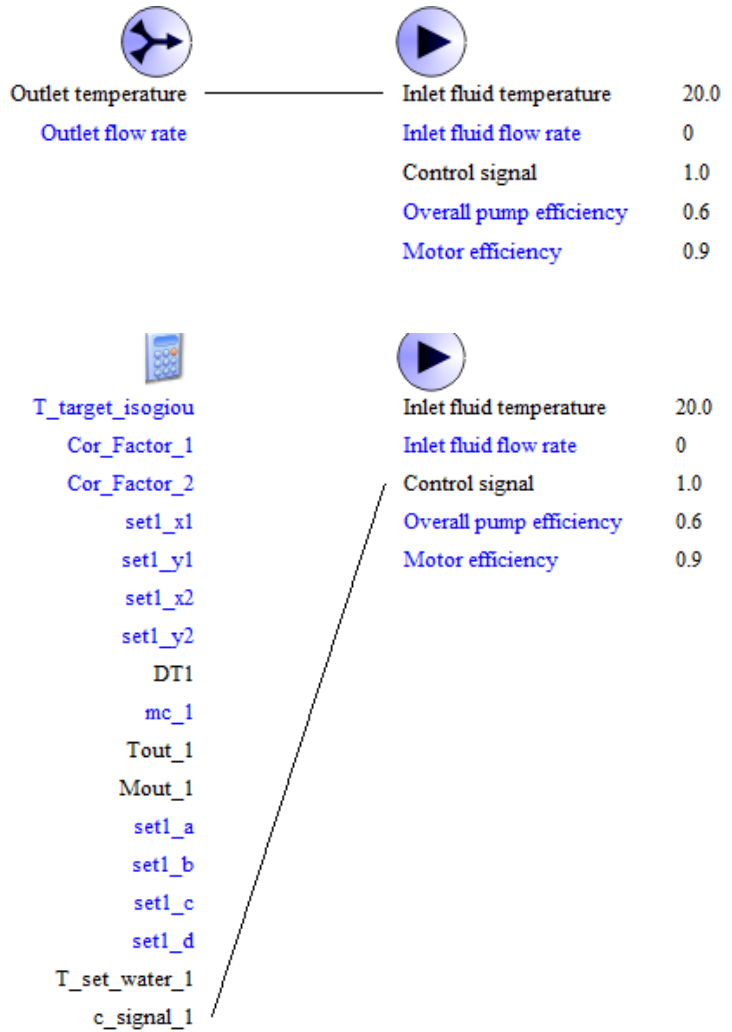 Outlet temperature Inlet fluid temperature 20.0
Outlet flow rate Inlet fluid flow rate 0
Control signal 1.0
Overall pump efficiency 0.6
Motor efficiency 0.9
T_target_isogiou Inlet fluid temperature 20.0
Cor_Factor_1 Inlet fluid flow rate 0
Cor_Factor_2 Control signal 1.0
set1_x1 Overall pump efficiency 0.6
set1_y1 Motor efficiency 0.9
set1_x2
set1_y2
DT1
mc_1
Tout_1
Mout_1
set1_a
set1_b
set1_c
set1_d
T_set_water_1
c_signal_1